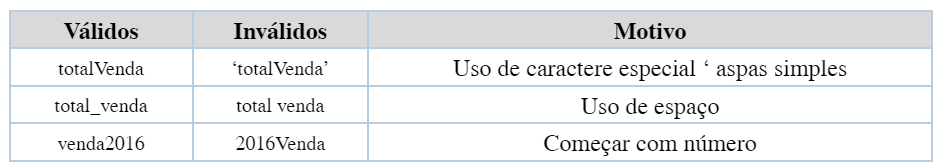 Válidos Inválidos Motivo
totalVenda ‘totalVenda’ Uso de caractere especial ‘ aspas simples
total_venda total venda Uso de espaço
venda2016 2016Venda Começar com número